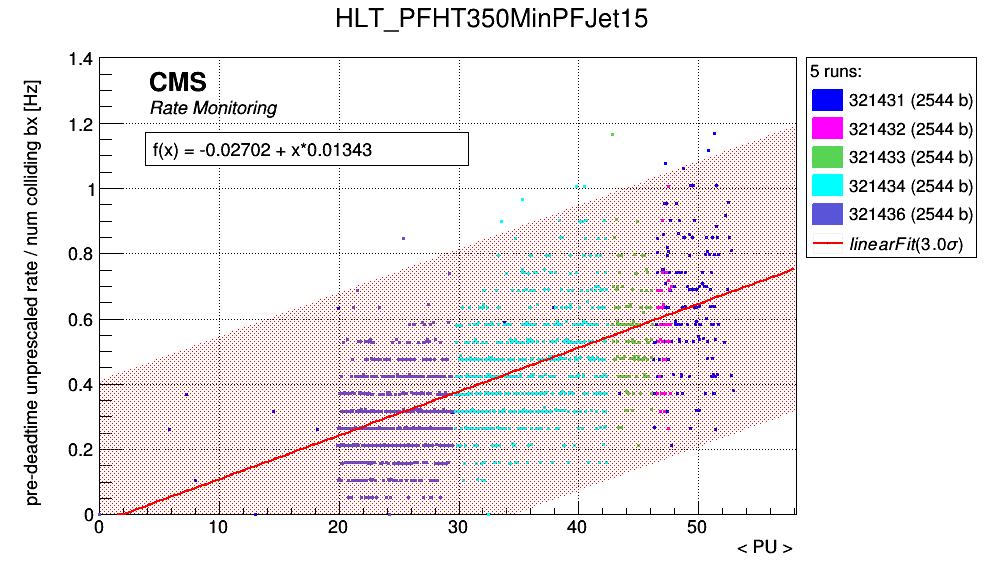 HLT_PFHT350MinPFJet15
pre-deadtime unprescaled rate / num colliding bx [Hz]
1.4
1.2
1
0.8
0.6
0.4
0.2
0
CMS
Rate Monitoring
f(x) = -0.02702 + x*0.01343
0 10 20 30 40 50
< PU >
5 runs:
321431 (2544 b)
321432 (2544 b)
321433 (2544 b)
321434 (2544 b)
321436 (2544 b)
linearFit(3.0σ)